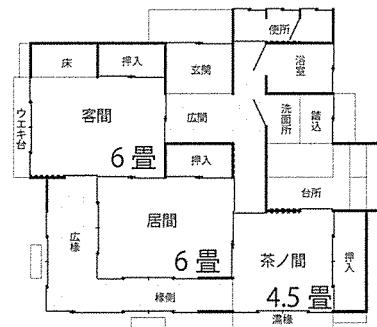 便所
床
押入
玄関
浴室
ウエキ台
客間
6 畳
広間
洗面所
踏込
押入
台所
広縁
居間
6 畳
茶ノ間
4.5 畳
押入
縁側
濡縁